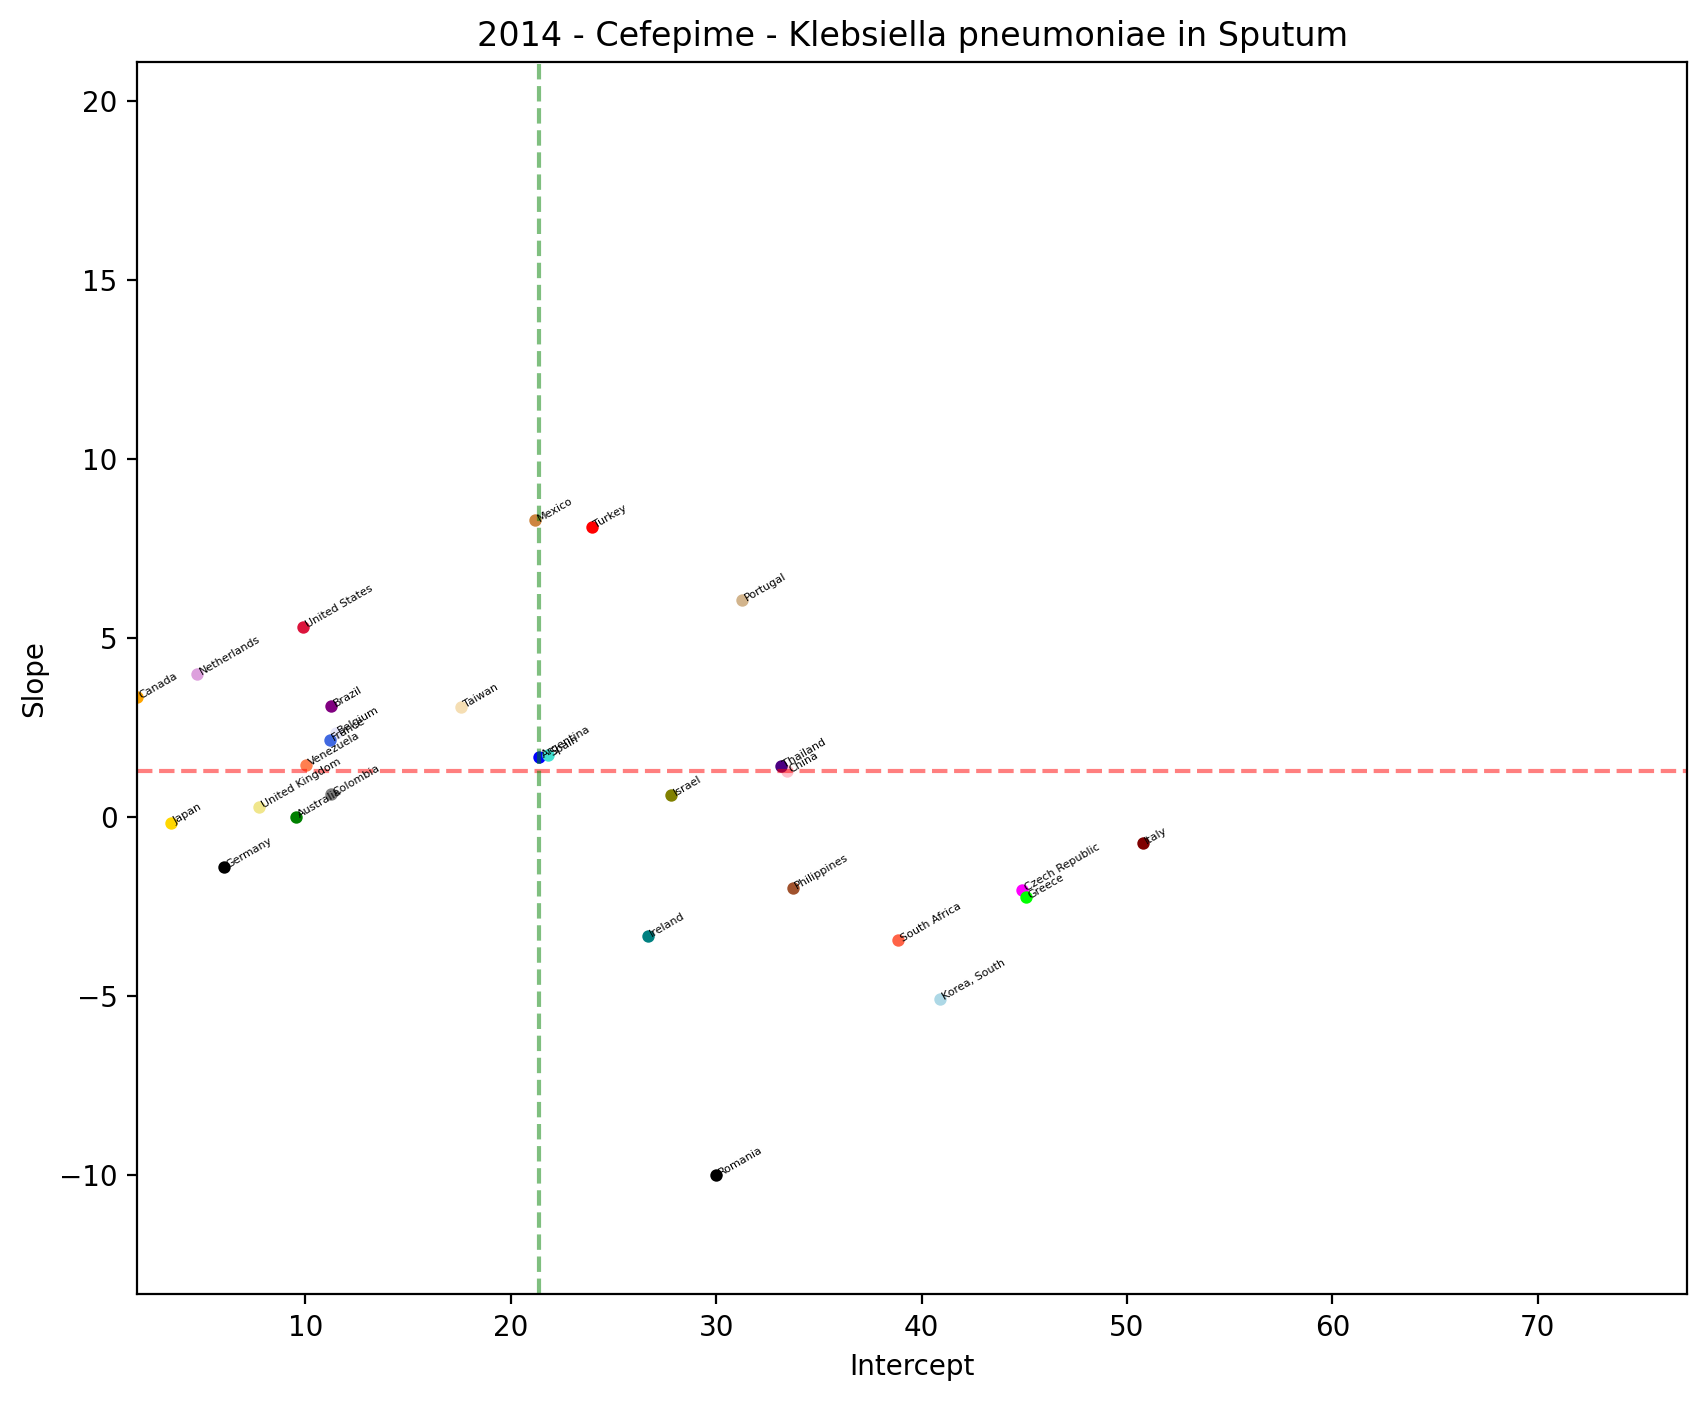 2014 - Cefepime - Klebsiella pneumoniae in Sputum
20
15
10
5
0
−5
−10
Slope
Mexico
Turkey
Portugal
United States
Netherlands
Canada
Brazil
Taiwan
Belgium
France
Venezuela
Argentina
Spain
Thailand
China
United Kingdom
Colombia
Australia
Japan
Israel
Germany
Italy
Czech Republic
Greece
Philippines
South Africa
Ireland
Korea, South
Romania
10 20 30 40 50 60 70
Intercept